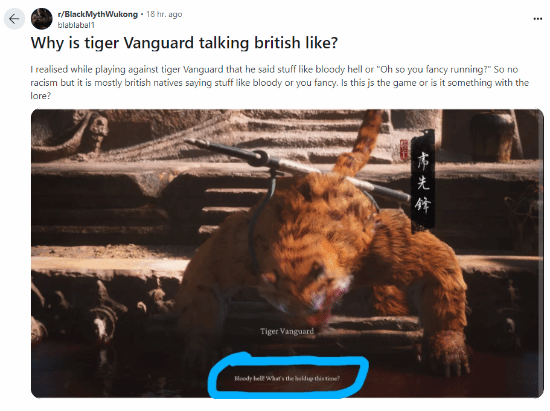 r/BlackMythWukong • 18 hr. ago
blablabal1
Why is tiger Vanguard talking british like?
I realised while playing against tiger Vanguard that he said stuff like bloody hell or "Oh so you fancy running?" So no
racism but it is mostly british natives saying stuff like bloody or you fancy. Is this js the game or is it something with the
lore?
虎先锋
Tiger Vanguard
Bloody hell! What's the holdup this time?